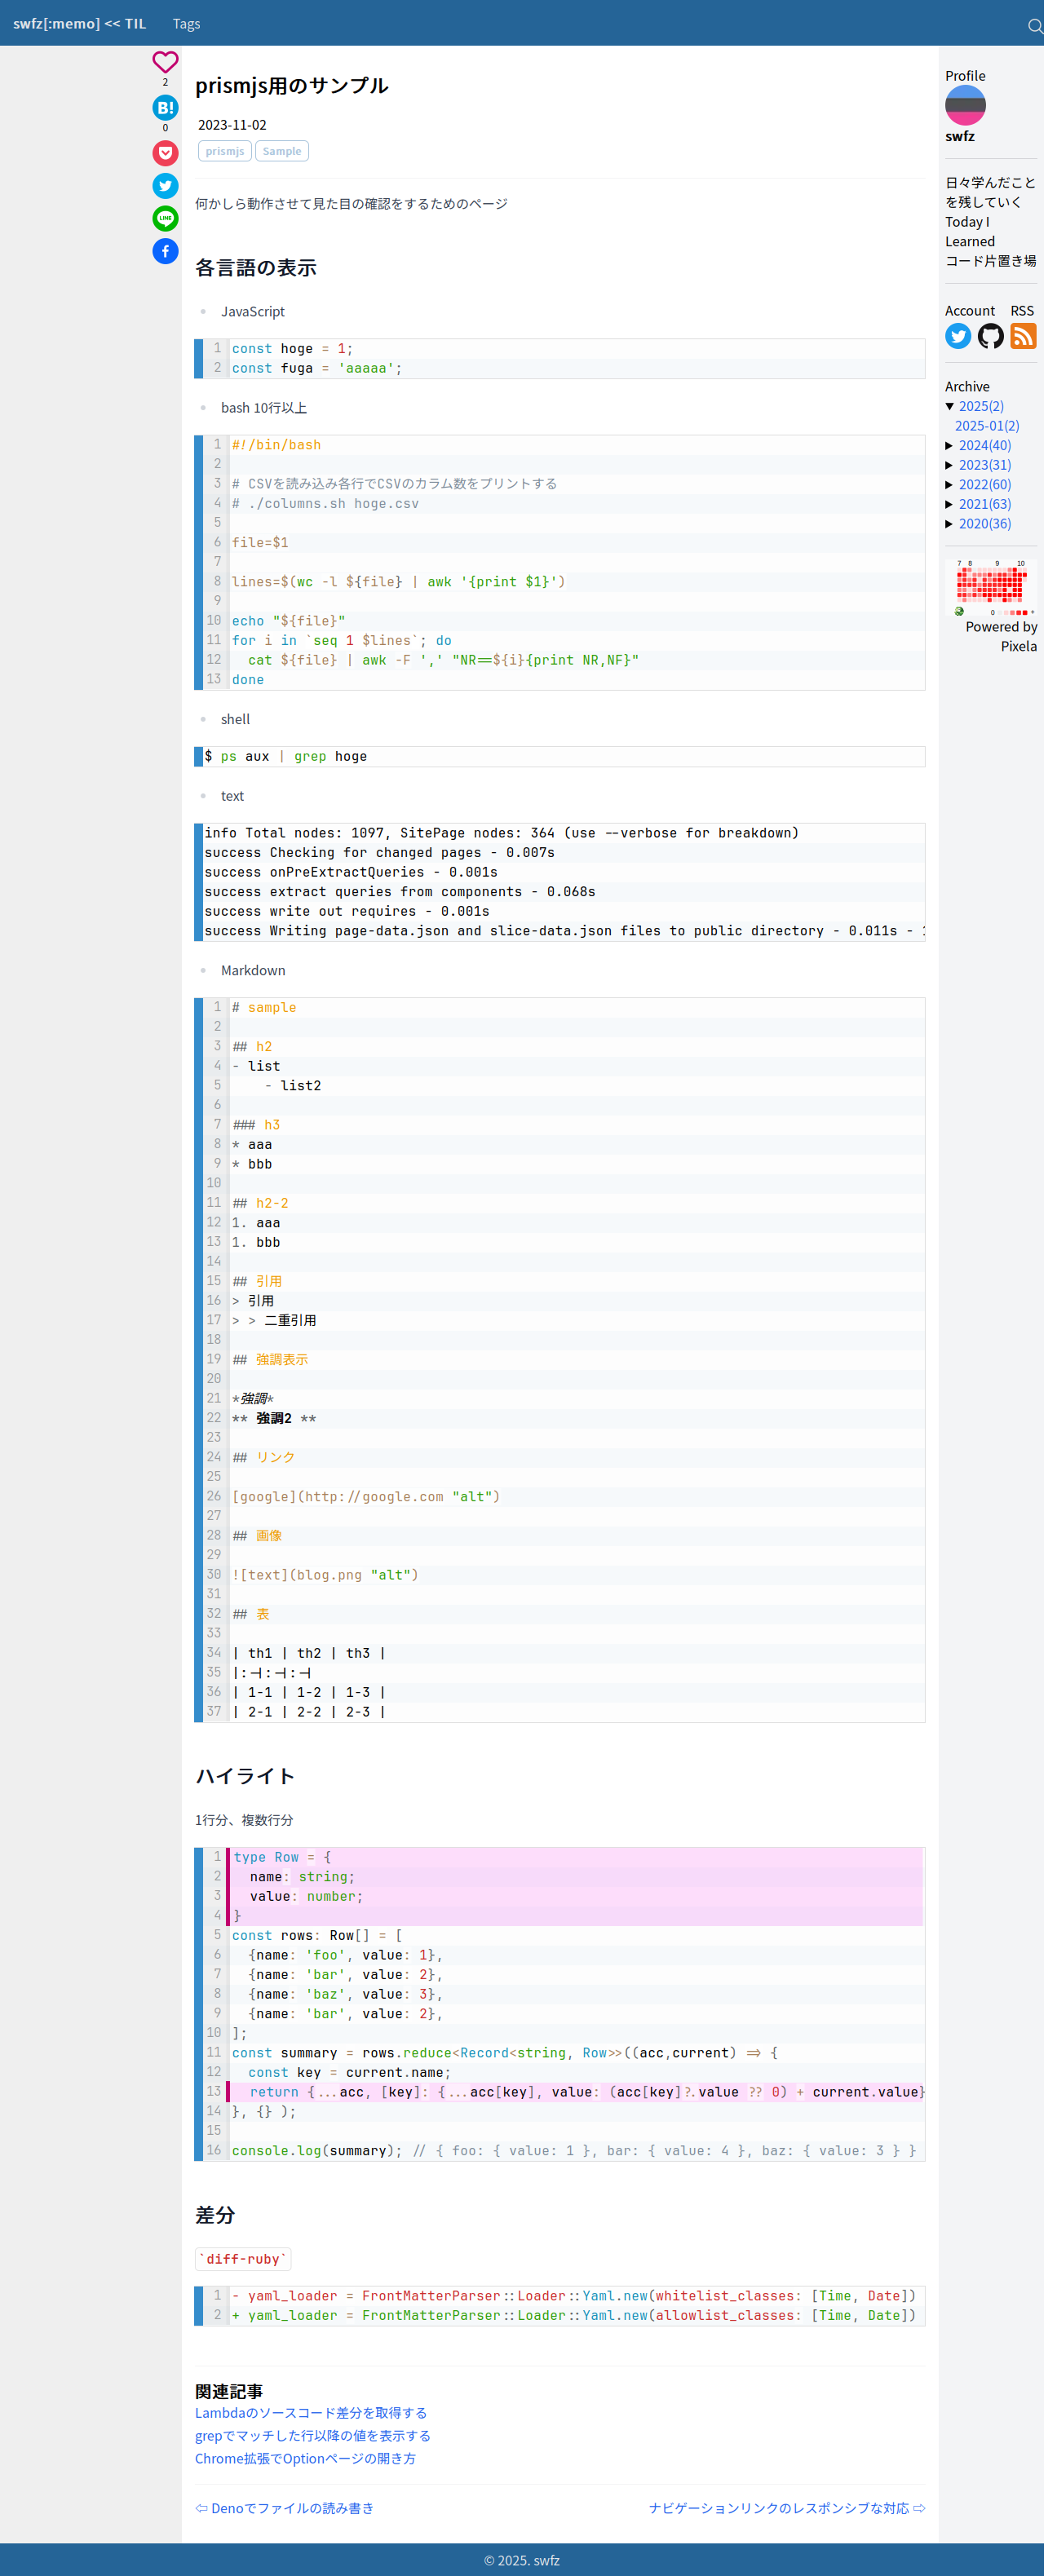 swfz[:memo] << TIL Tags
2
0
prismjs用のサンプル
2023-11-02
prismjs Sample
何かしら動作させて見た目の確認をするためのページ
各言語の表示
JavaScript
1 const hoge = 1;
2 const fuga = 'aaaaa';
bash 10行以上
1 #!/bin/bash
2
3 # CSVを読み込み各行でCSVのカラム数をプリントする
4 # ./columns.sh hoge.csv
5
6 file=$1
7
8 lines=$(wc -l ${file} | awk '{print $1}')
9
10 echo "${file}"
11 for i in `seq 1 $lines`; do
12   cat ${file} | awk -F ',' "NR==${i}{print NR,NF}"
13 done
shell
$ ps aux | grep hoge
text
info Total nodes: 1097, SitePage nodes: 364 (use --verbose for breakdown)
success Checking for changed pages - 0.007s
success onPreExtractQueries - 0.001s
success extract queries from components - 0.068s
success write out requires - 0.001s
success Writing page-data.json and slice-data.json files to public directory - 0.011s -
Markdown
1 # sample
2
3 ## h2
4 - list
5     - list2
6
7 ### h3
8 * aaa
9 * bbb
10
11 ## h2-2
12 1. aaa
13 1. bbb
14
15 ## 引用
16 > 引用
17 > > 二重引用
18
19 ## 強調表示
20
21 *強調*
22 ** 強調2 **
23
24 ## リンク
25
26 [google](http://google.com "alt")
27
28 ## 画像
29
30 ![text](blog.png "alt")
31
32 ## 表
33
34 | th1 | th2 | th3 |
35 |:-|:-|:-|
36 | 1-1 | 1-2 | 1-3 |
37 | 2-1 | 2-2 | 2-3 |
ハイライト
1行分、複数行分
1 type Row = {
2   name: string;
3   value: number;
4 }
5 const rows: Row[] = [
6   {name: 'foo', value: 1},
7   {name: 'bar', value: 2},
8   {name: 'baz', value: 3},
9   {name: 'bar', value: 2},
10 ];
11 const summary = rows.reduce<Record<string, Row>>((acc,current) => {
12   const key = current.name;
13   return {...acc, [key]: {...acc[key], value: (acc[key]?.value ?? 0) + current.value}
14 }, {} );
15
16 console.log(summary); // { foo: { value: 1 }, bar: { value: 4 }, baz: { value: 3 } }
差分
`diff-ruby`
1 - yaml_loader = FrontMatterParser::Loader::Yaml.new(whitelist_classes: [Time, Date])
2 + yaml_loader = FrontMatterParser::Loader::Yaml.new(allowlist_classes: [Time, Date])
関連記事
Lambdaのソースコード差分を取得する
grepでマッチした行以降の値を表示する
Chrome拡張でOptionページの開き方
⇦ Denoでファイルの読み書き
ナビゲーションリンクのレスポンシブな対応 ⇨
Profile
swfz
日々学んだこと
を残していく
Today I
Learned
コード片置き場
Account RSS
Archive
▼ 2025(2)
2025-01(2)
▶ 2024(40)
▶ 2023(31)
▶ 2022(60)
▶ 2021(63)
▶ 2020(36)
7 8 9 10
0 +
Powered by
Pixela
B!
LINE
© 2025. swfz